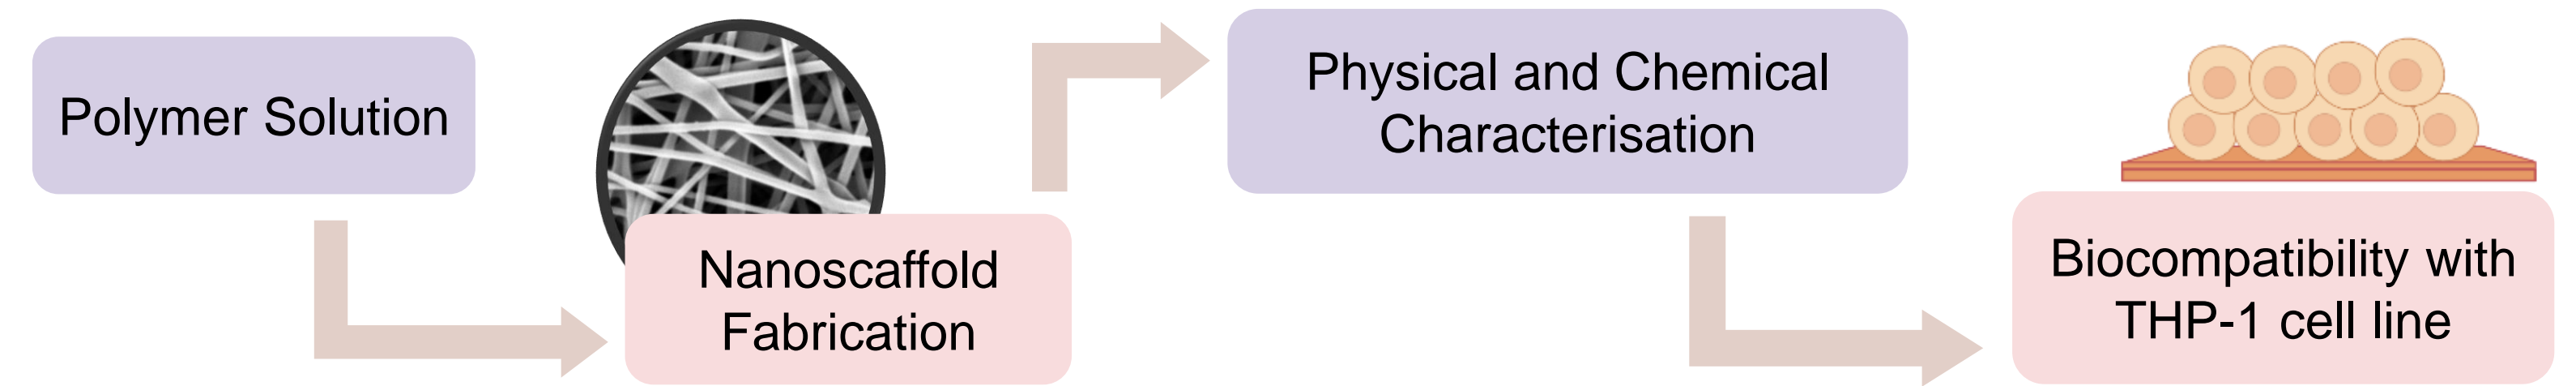 Polymer Solution
Nanoscaffold
Fabrication
Physical and Chemical
Characterisation
Biocompatibility with
THP-1 cell line